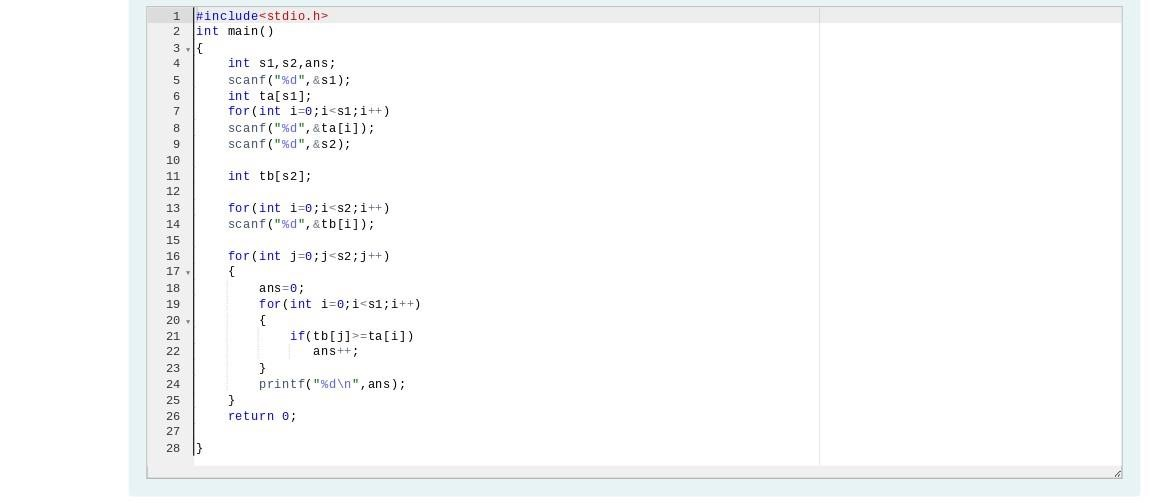 1 #include<stdio.h>
2 int main()
3 {
4     int s1,s2,ans;
5     scanf("%d",&s1);
6     int ta[s1];
7     for(int i=0;i<s1;i++)
8     scanf("%d",&ta[i]);
9     scanf("%d",&s2);
10
11     int tb[s2];
12
13     for(int i=0;i<s2;i++)
14     scanf("%d",&tb[i]);
15
16     for(int j=0;j<s2;j++)
17     {
18         ans=0;
19         for(int i=0;i<s1;i++)
20         {
21             if(tb[j]>=ta[i])
22                ans++;
23         }
24         printf("%d\n",ans);
25     }
26     return 0;
27
28 }